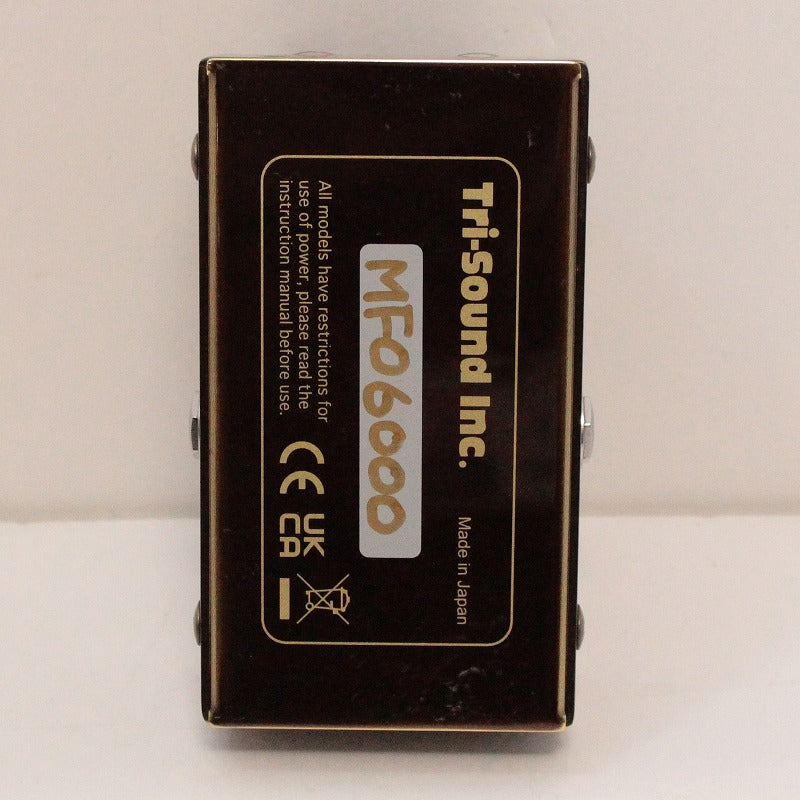 Tri-Sound Inc.
Made in Japan
MF06000
All models have restrictions for
use of power, please read the
instruction manual before use.
CE
UK
CA